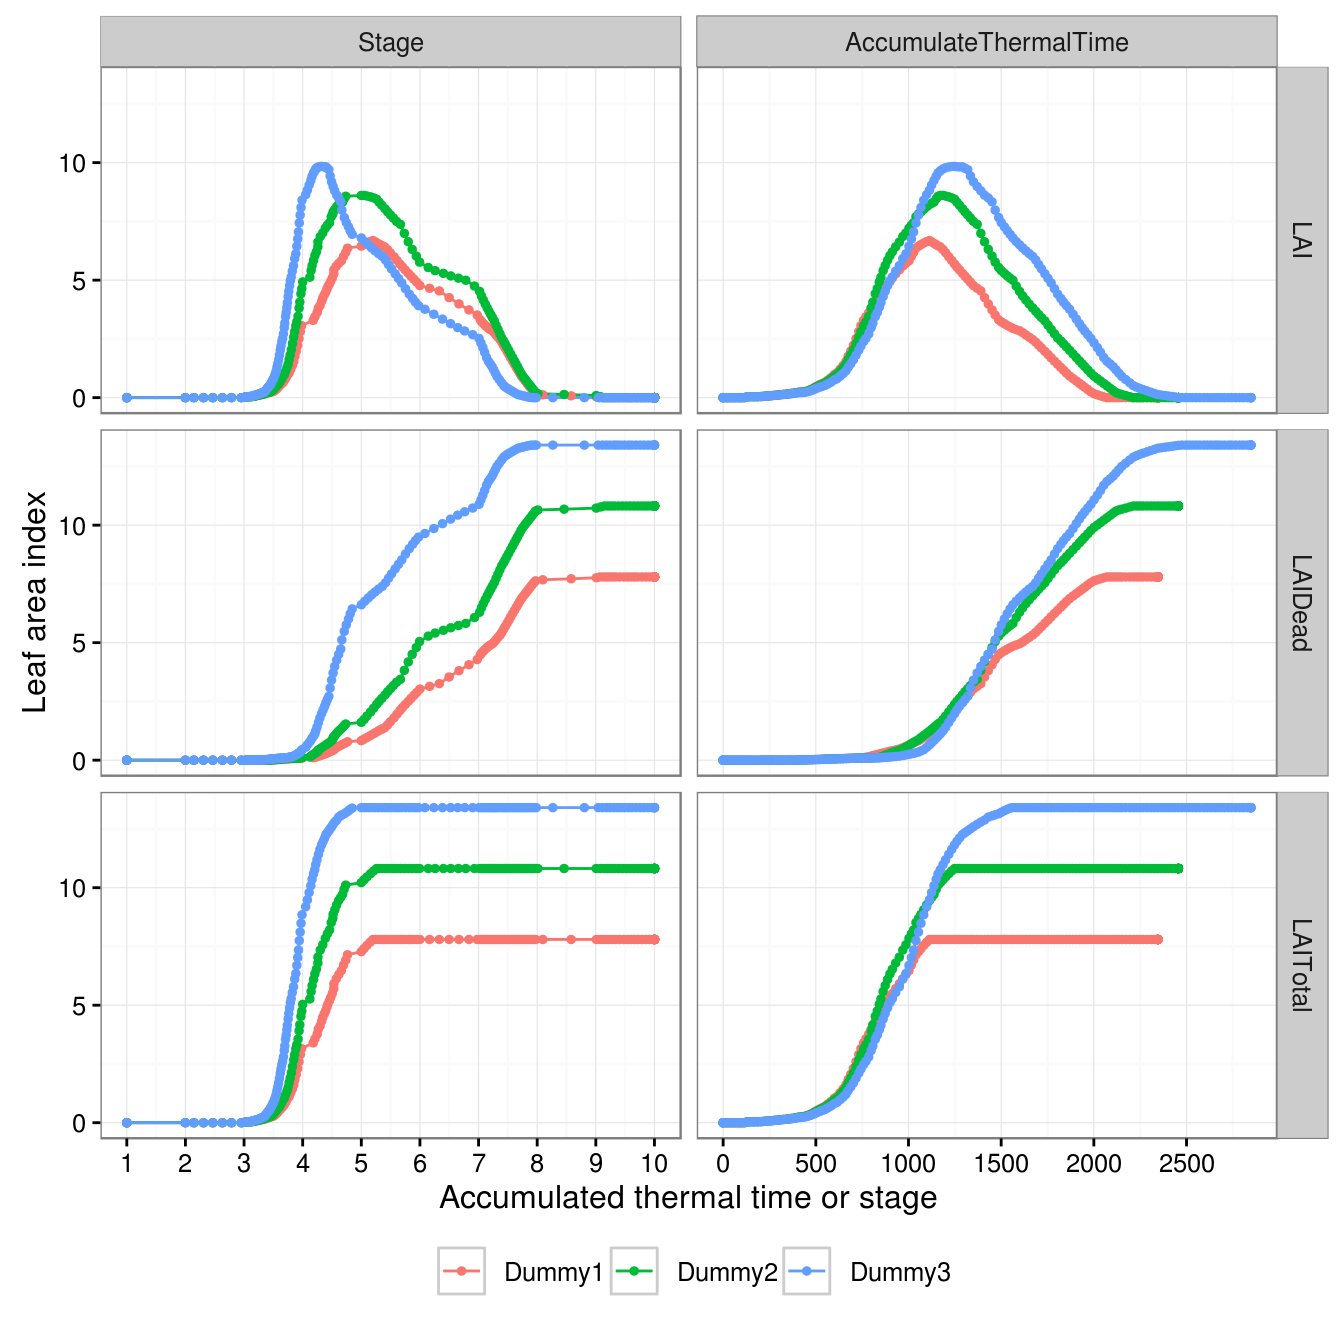 Stage
AccumulateThermalTime
LAI
10
5
0
LAIDead
10
5
0
LAITotal
10
5
0
Leaf area index
1 2 3 4 5 6 7 8 9 10
0 500 1000 1500 2000 2500
Accumulated thermal time or stage
Dummy1 Dummy2 Dummy3